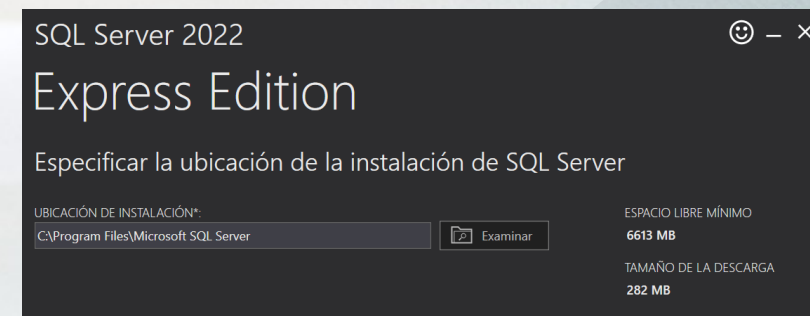 SQL Server 2022
Express Edition
Especificar la ubicación de la instalación de SQL Server
UBICACIÓN DE INSTALACIÓN*:
C:\Program Files\Microsoft SQL Server
Examinar
ESPACIO LIBRE MÍNIMO
6613 MB
TAMAÑO DE LA DESCARGA
282 MB